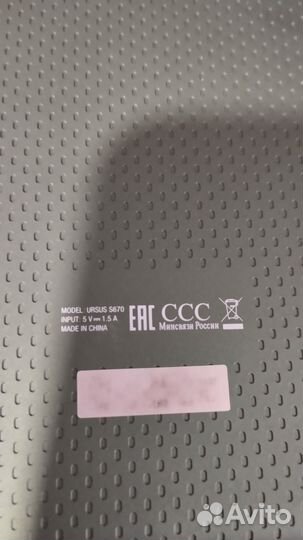 MODEL URSUS S670
INPUT 5 V⎓1.5 A
MADE IN CHINA
EAC
CCC
Минсвязи России
Avito